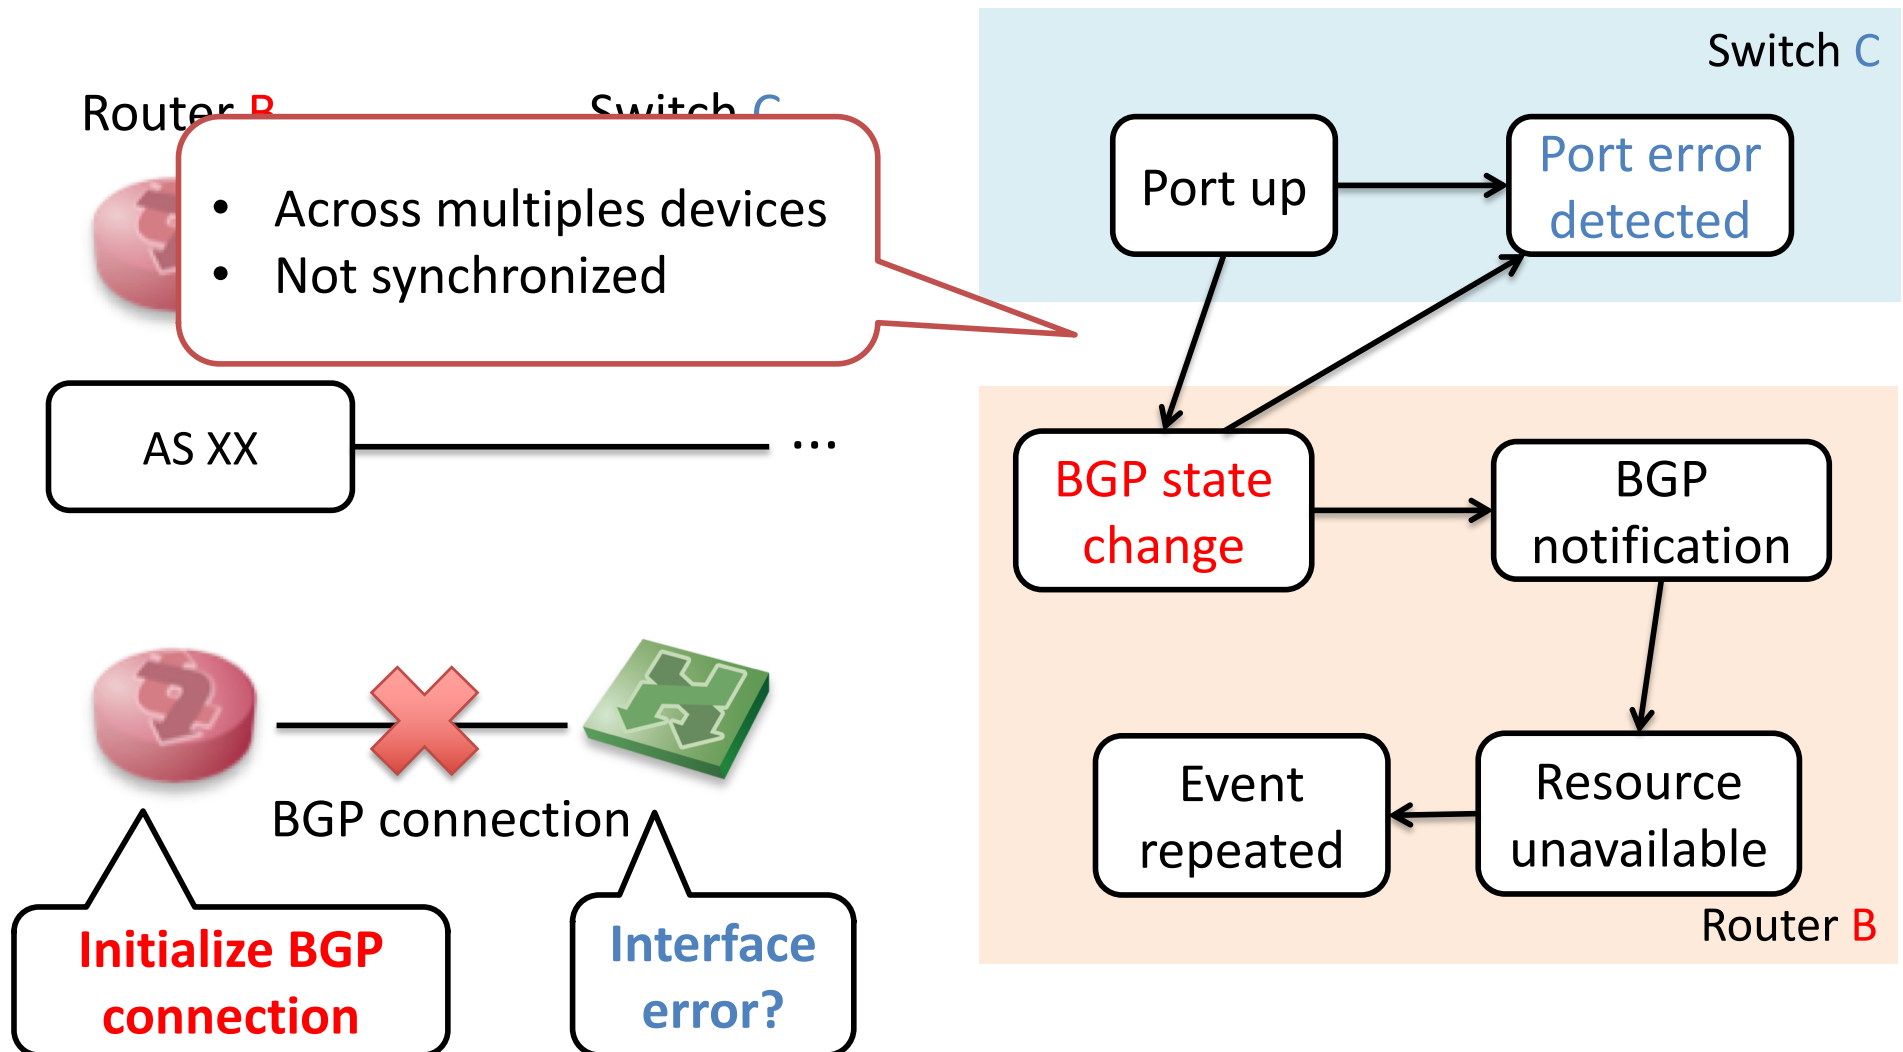 Router B
Switch C
• Across multiples devices
• Not synchronized
AS XX
...
BGP connection
Initialize BGP
connection
Interface
error?
Switch C
Port up
Port error
detected
BGP state
change
BGP
notification
Event
repeated
Resource
unavailable
Router B